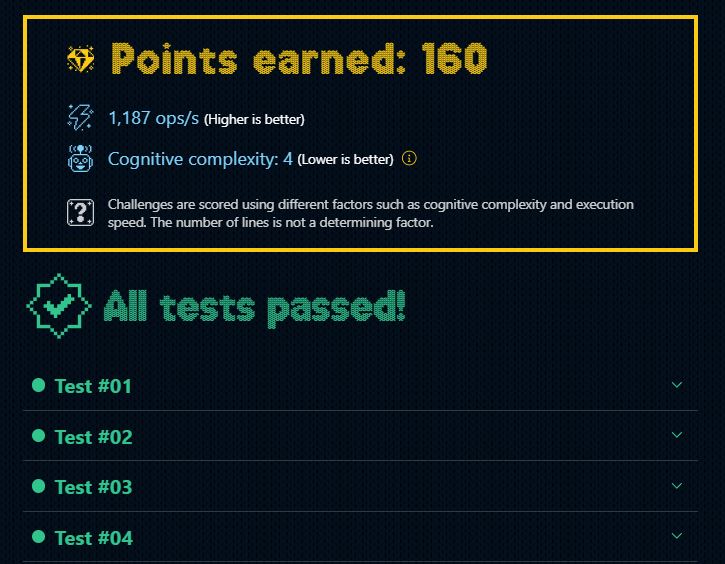 Points earned: 160
1,187 ops/s (Higher is better)
Cognitive complexity: 4 (Lower is better)
Challenges are scored using different factors such as cognitive complexity and execution
speed. The number of lines is not a determining factor.
All tests passed!
Test #01
Test #02
Test #03
Test #04